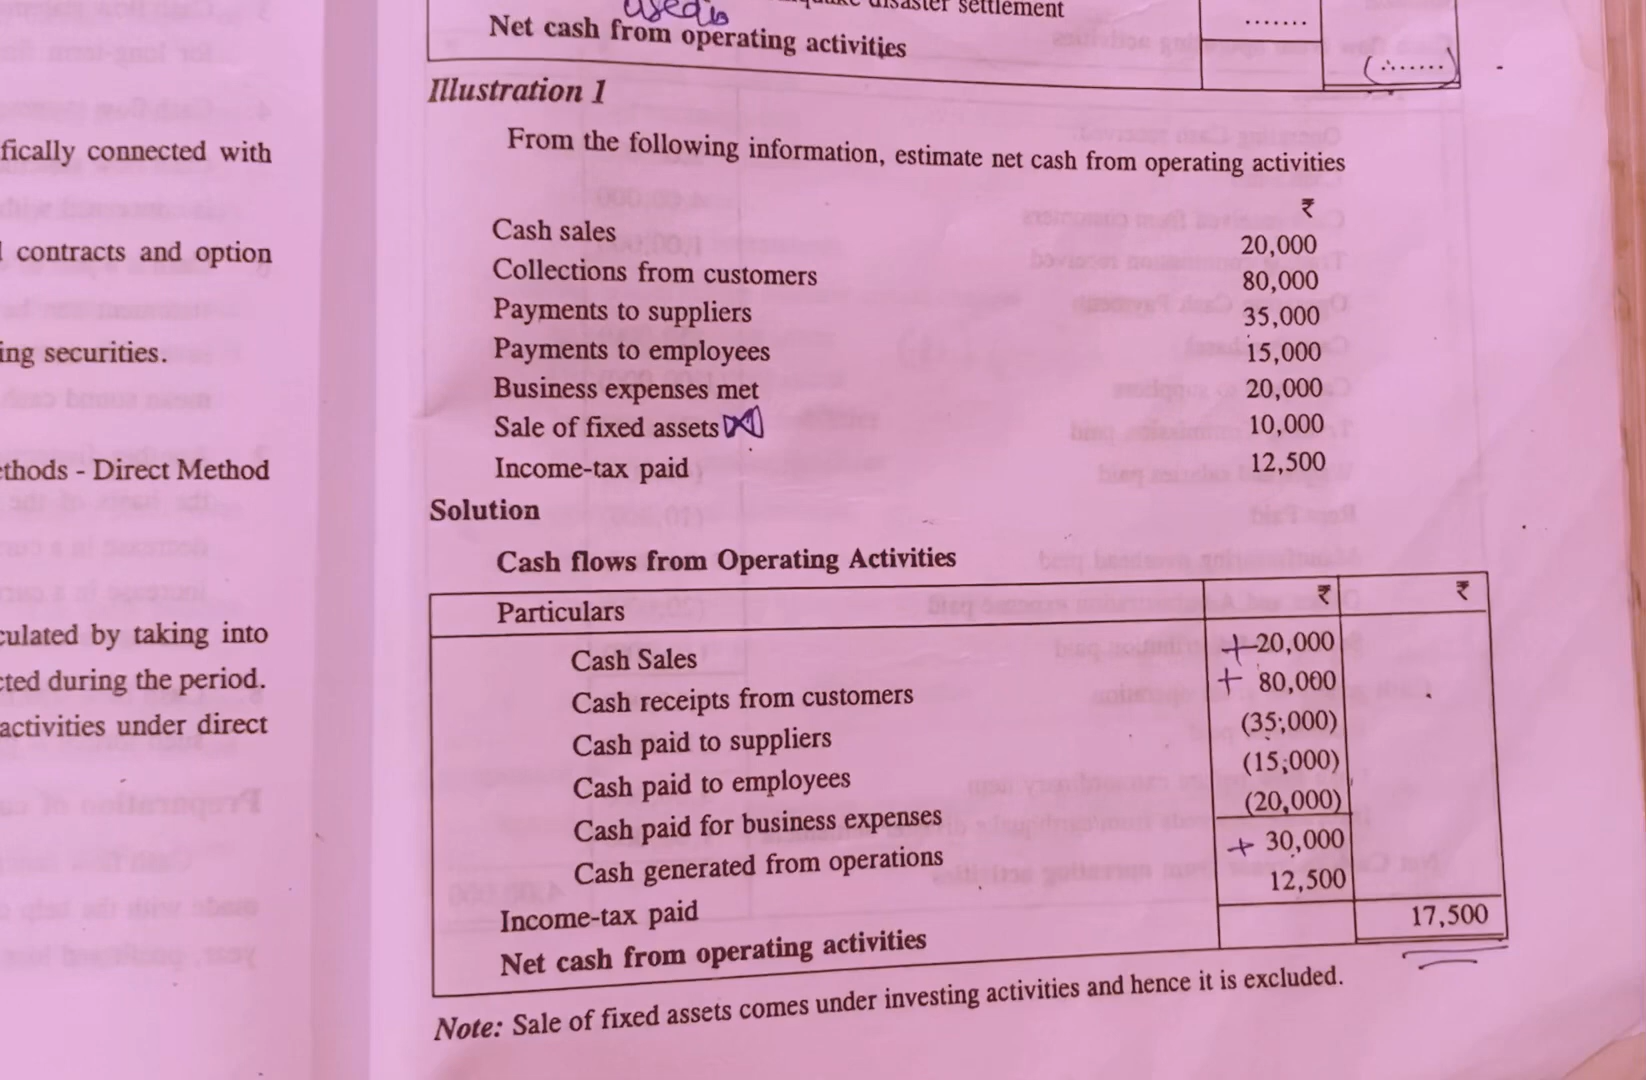 fically connected with
contracts and option
ing securities.
thods - Direct Method
culated by taking into
cted during the period.
activities under direct
disaster settlement
.......
used in
Net cash from operating activities
(.......)
Illustration 1
From the following information, estimate net cash from operating activities
₹
Cash sales 20,000
Collections from customers 80,000
Payments to suppliers 35,000
Payments to employees 15,000
Business expenses met 20,000
Sale of fixed assets 10,000
Income-tax paid 12,500
Solution
Cash flows from Operating Activities
Particulars ₹ ₹
Cash Sales + 20,000
Cash receipts from customers + 80,000
Cash paid to suppliers (35,000)
Cash paid to employees (15,000)
Cash paid for business expenses (20,000)
Cash generated from operations + 30,000
Income-tax paid 12,500
Net cash from operating activities 17,500
Note: Sale of fixed assets comes under investing activities and hence it is excluded.